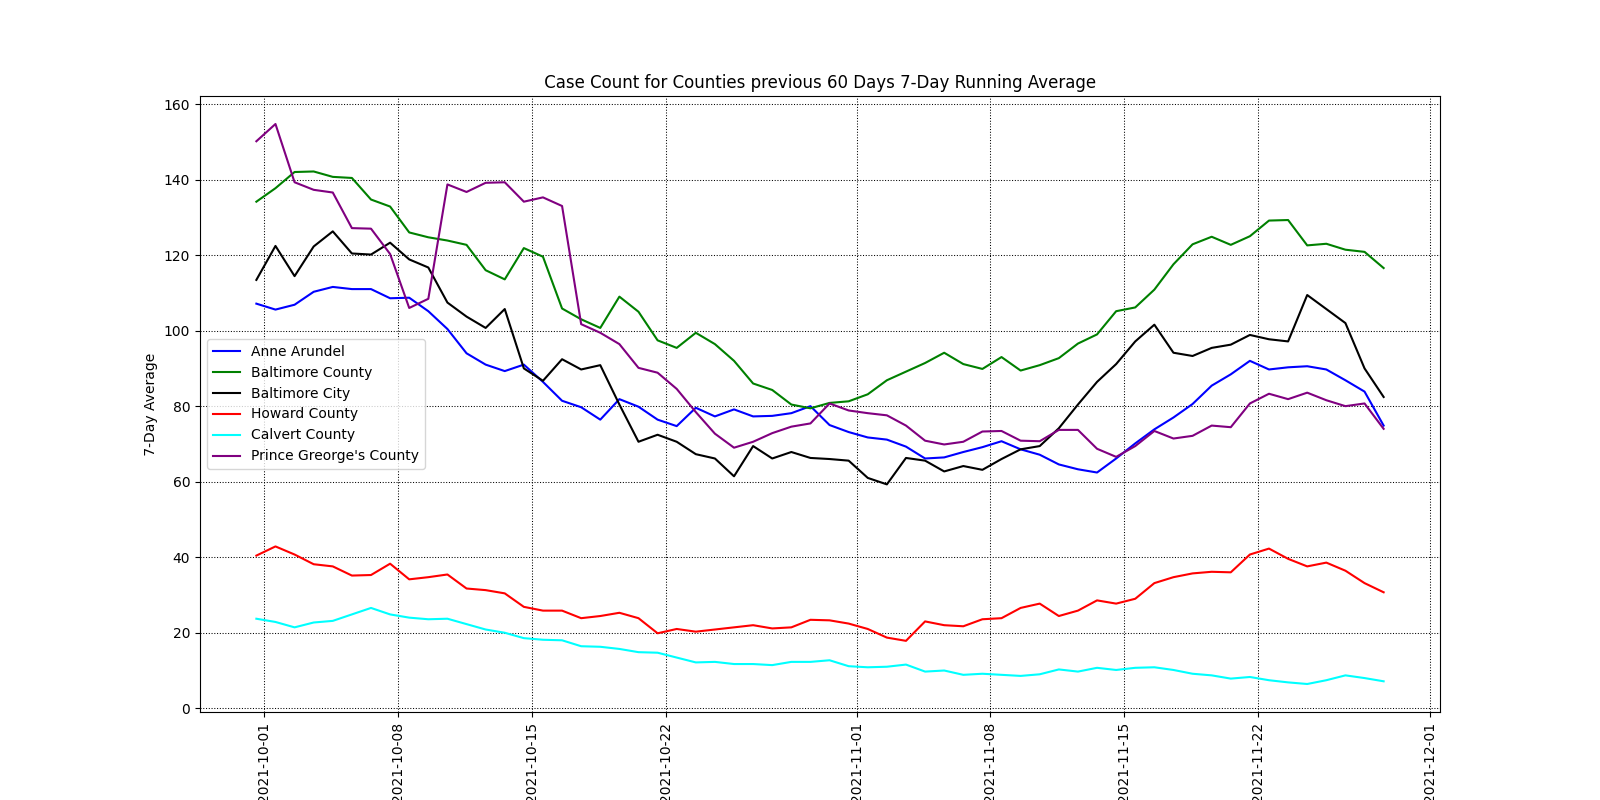 Case Count for Counties previous 60 Days 7-Day Running Average
7-Day Average
160
140
120
100
80
60
40
20
0
Anne Arundel
Baltimore County
Baltimore City
Howard County
Calvert County
Prince Greorge's County
2021-10-01
2021-10-08
2021-10-15
2021-10-22
2021-11-01
2021-11-08
2021-11-15
2021-11-22
2021-12-01